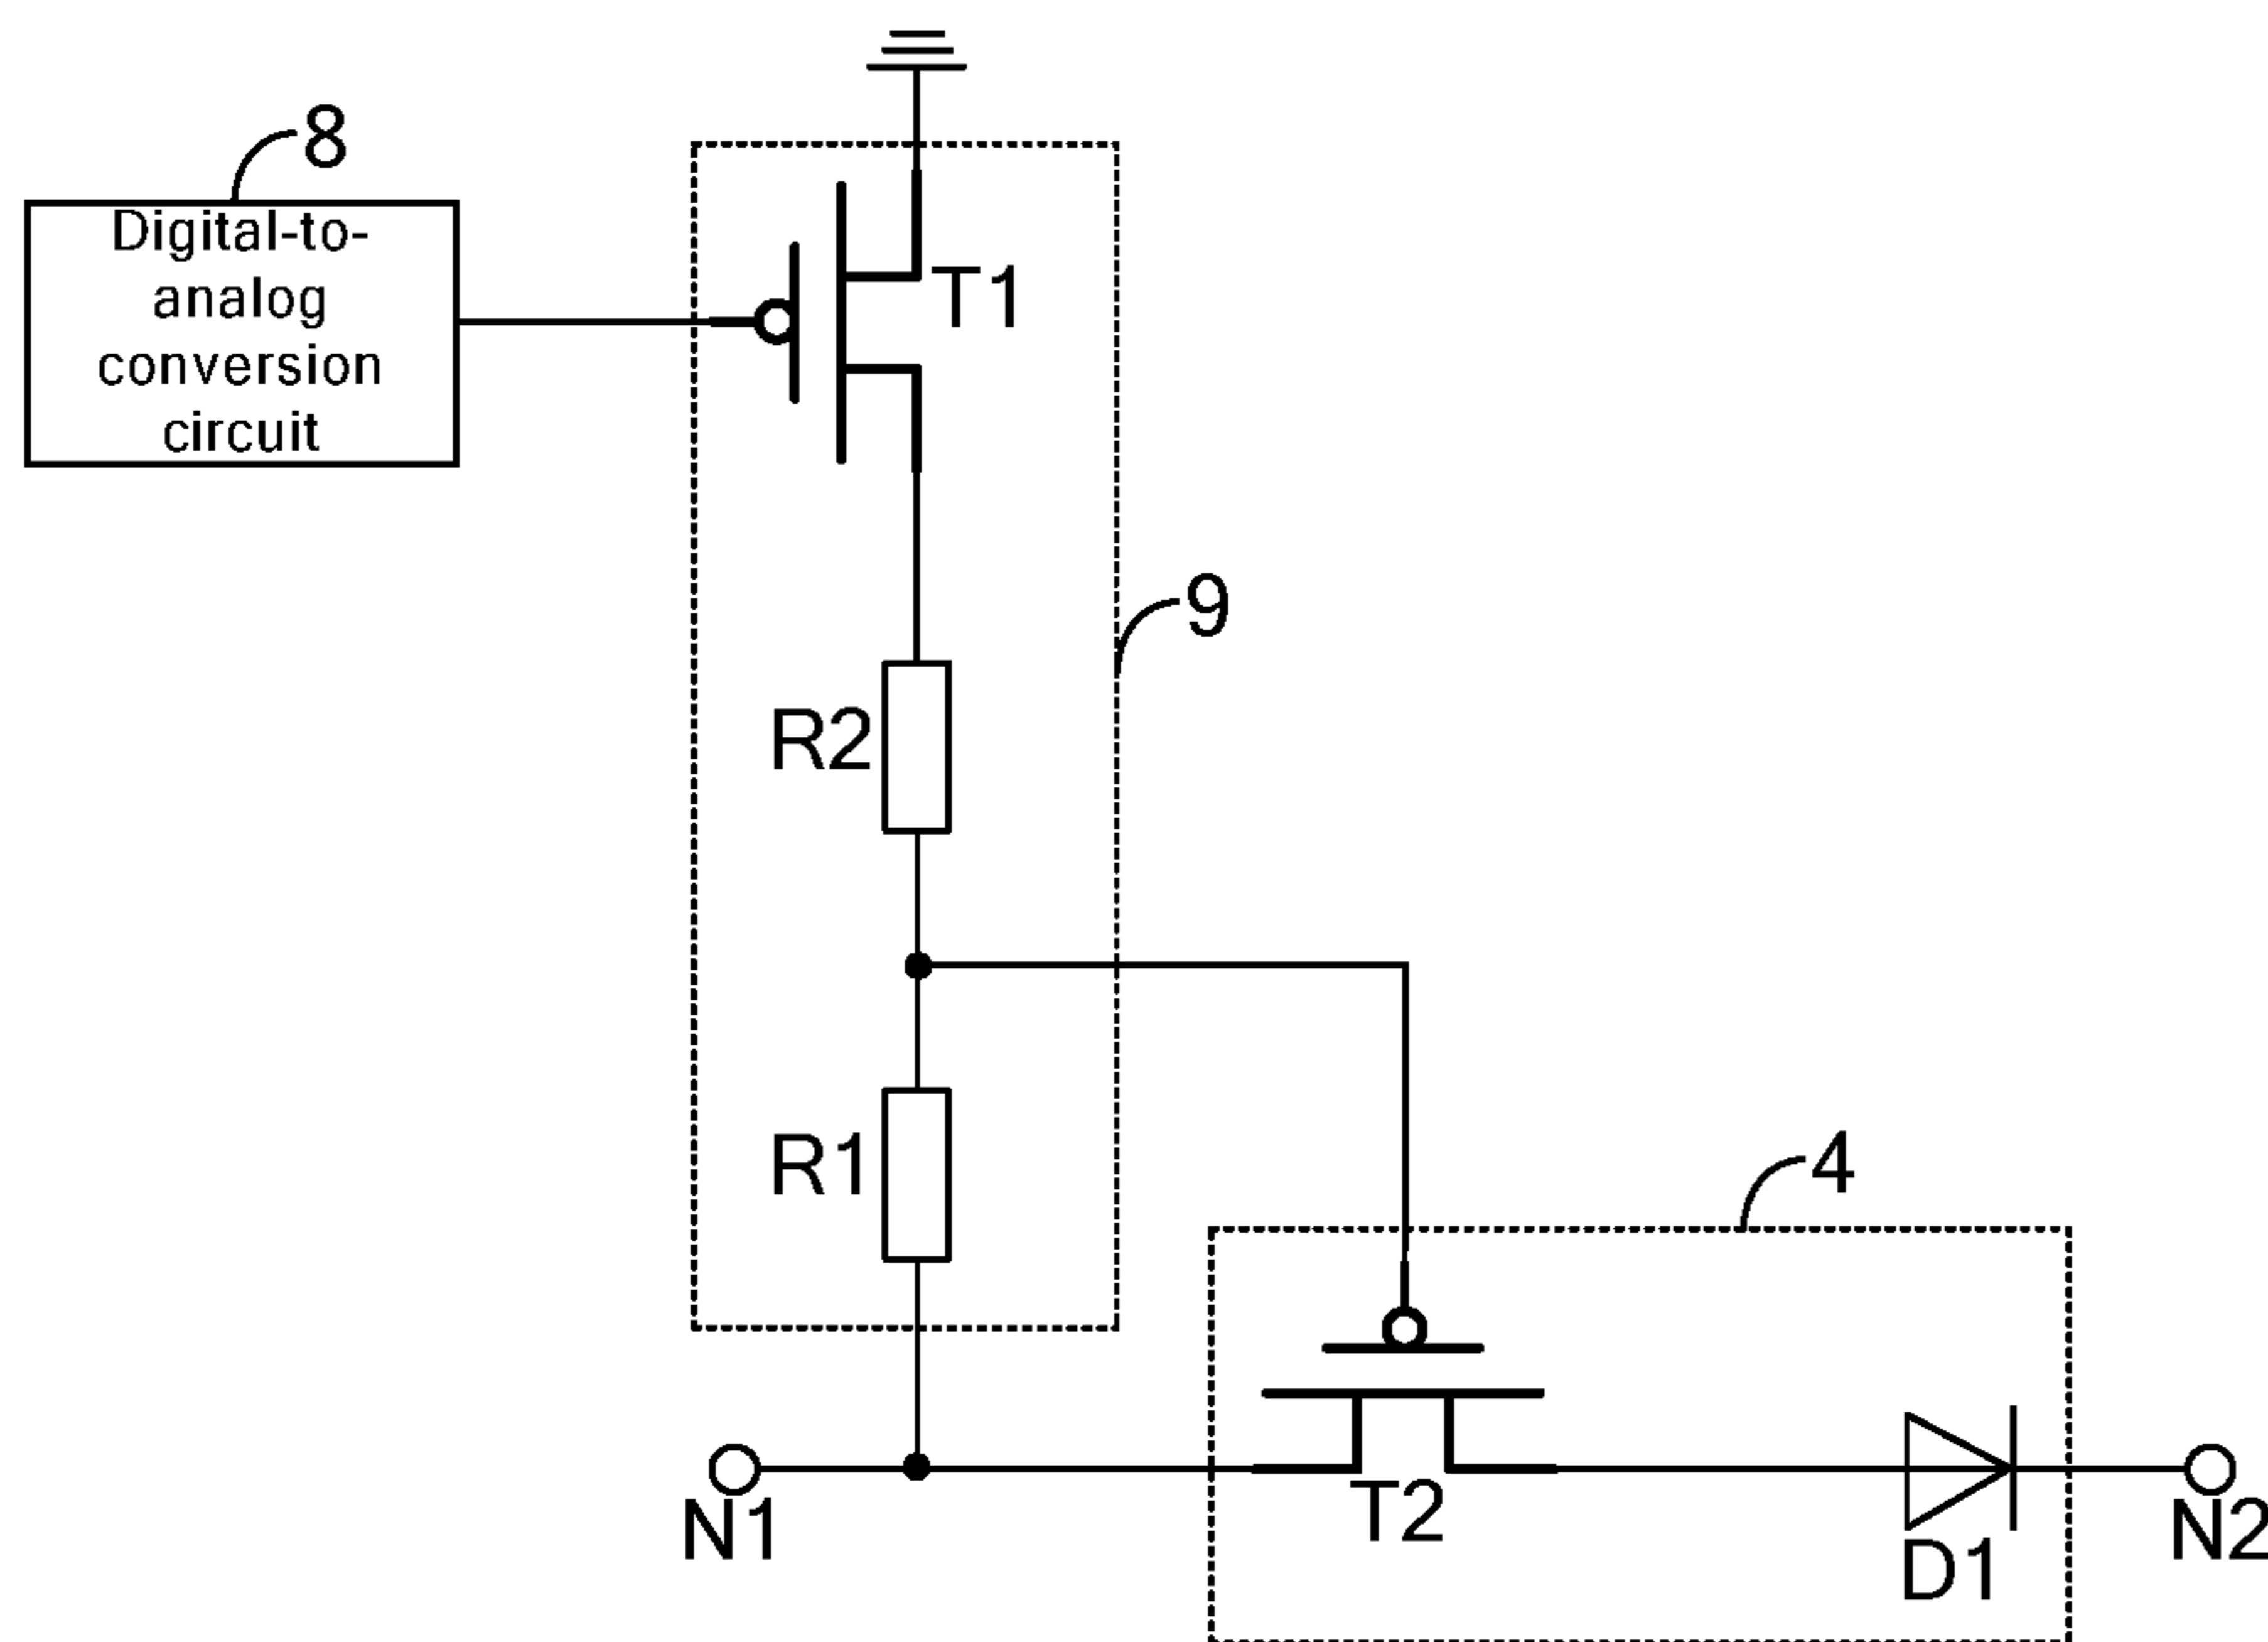 8
Digital-to-
analog
conversion
circuit
T1
9
R2
R1
4
N1
T2
D1
N2